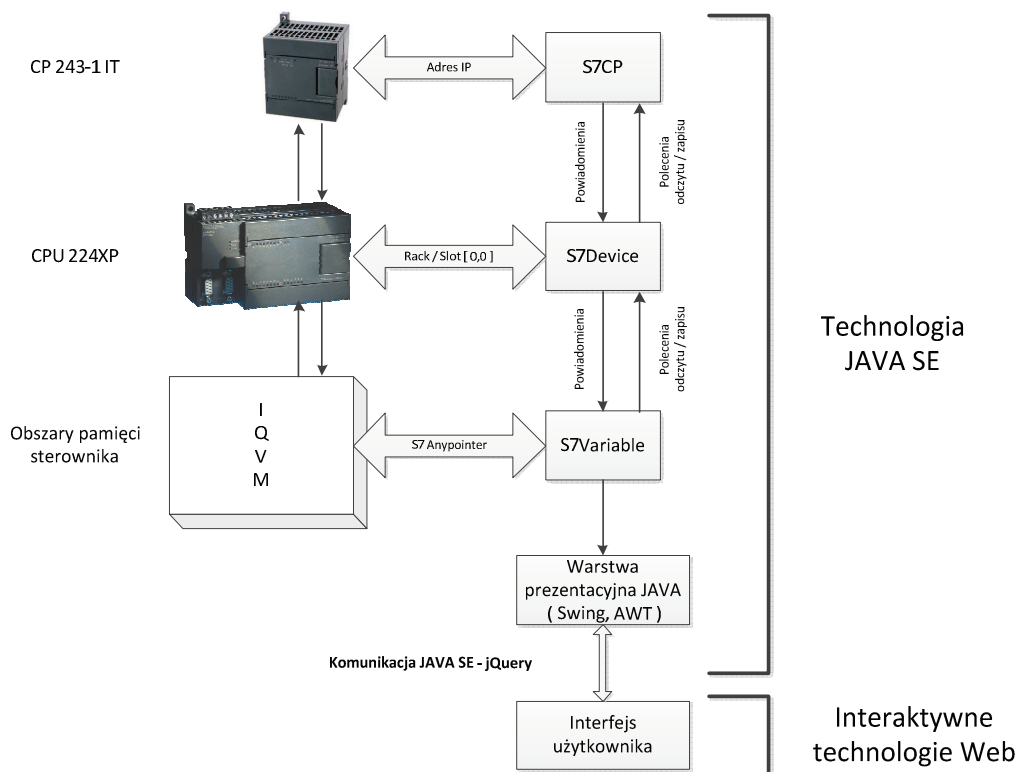 CP 243-1 IT
Adres IP
S7CP
Powiadomienia
Polecenia
odczytu / zapisu
CPU 224XP
Rack / Slot [ 0,0 ]
S7Device
Powiadomienia
Polecenia
odczytu / zapisu
Technologia
JAVA SE
Obszary pamięci
sterownika
I
Q
V
M
S7 Anypointer
S7Variable
Warstwa
prezentacyjna JAVA
( Swing, AWT )
Komunikacja JAVA SE - jQuery
Interfejs
użytkownika
Interaktywne
technologie Web